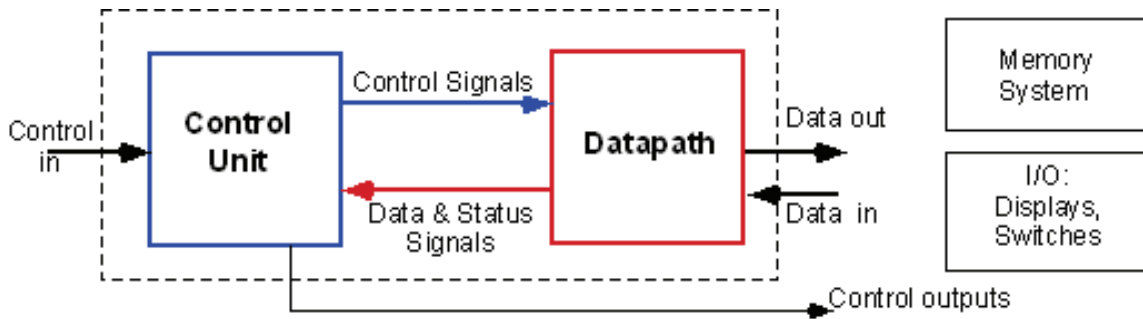 Control
in
Control
Unit
Control Signals
Data & Status
Signals
Datapath
Data out
Data in
Control outputs
Memory
System
I/O:
Displays,
Switches